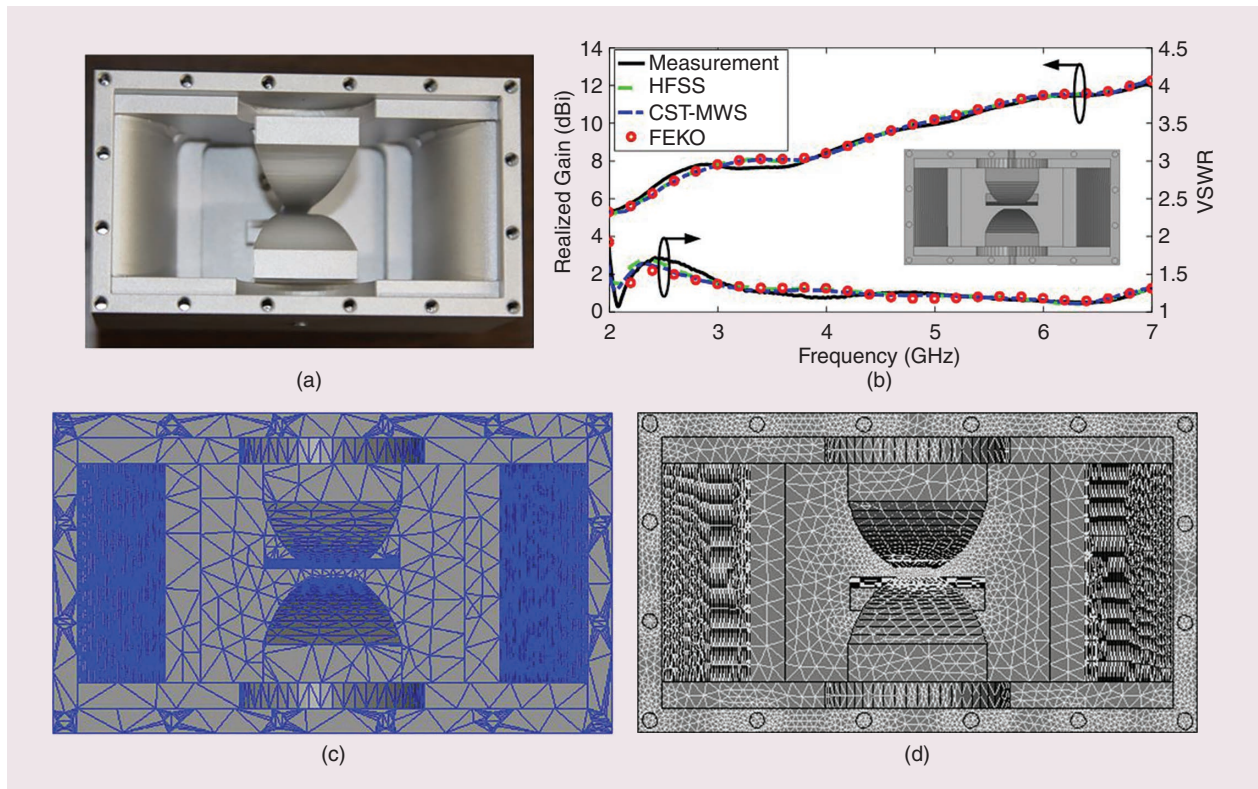 14
12
10
8
6
4
2
0
Realized Gain (dBi)
Measurement
HFSS
CST-MWS
FEKO
4.5
4
3.5
3
2.5
2
1.5
1
VSWR
2
3
4
5
6
7
Frequency (GHz)
(a)
(b)
(c)
(d)